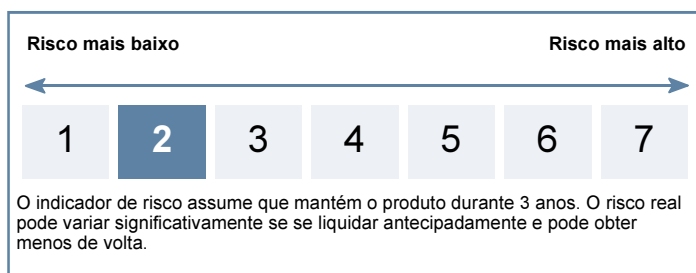 Risco mais baixo Risco mais alto
1 2 3 4 5 6 7
O indicador de risco assume que mantém o produto durante 3 anos. O risco real
pode variar significativamente se se liquidar antecipadamente e pode obter
menos de volta.